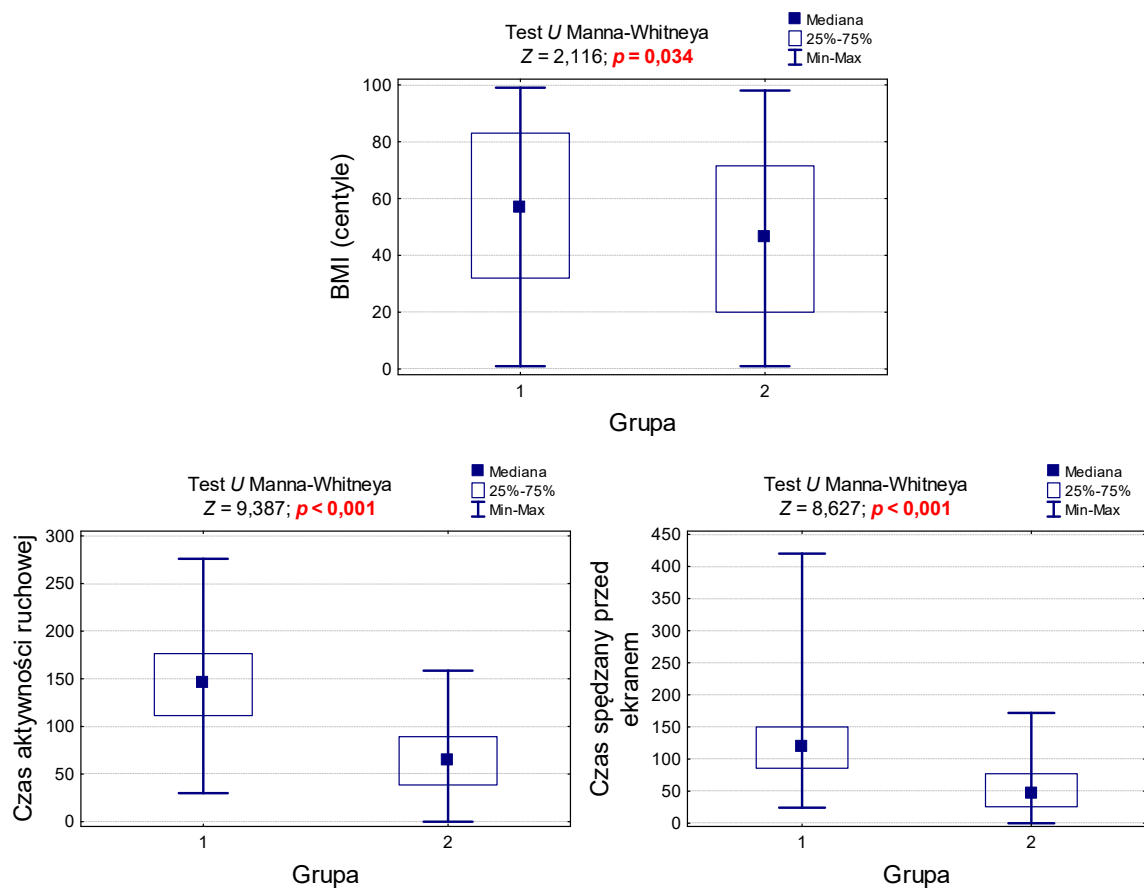 Test U Manna-Whitneya
Z = 2,116; p = 0,034
Mediana
25%-75%
Min-Max
BMI (centyle)
100
80
60
40
20
0
1
2
Grupa
Test U Manna-Whitneya
Z = 9,387; p < 0,001
Mediana
25%-75%
Min-Max
Czas aktywności ruchowej
300
250
200
150
100
50
0
1
2
Grupa
Test U Manna-Whitneya
Z = 8,627; p < 0,001
Mediana
25%-75%
Min-Max
Czas spędzany przed
ekranem
450
400
350
300
250
200
150
100
50
0
1
2
Grupa